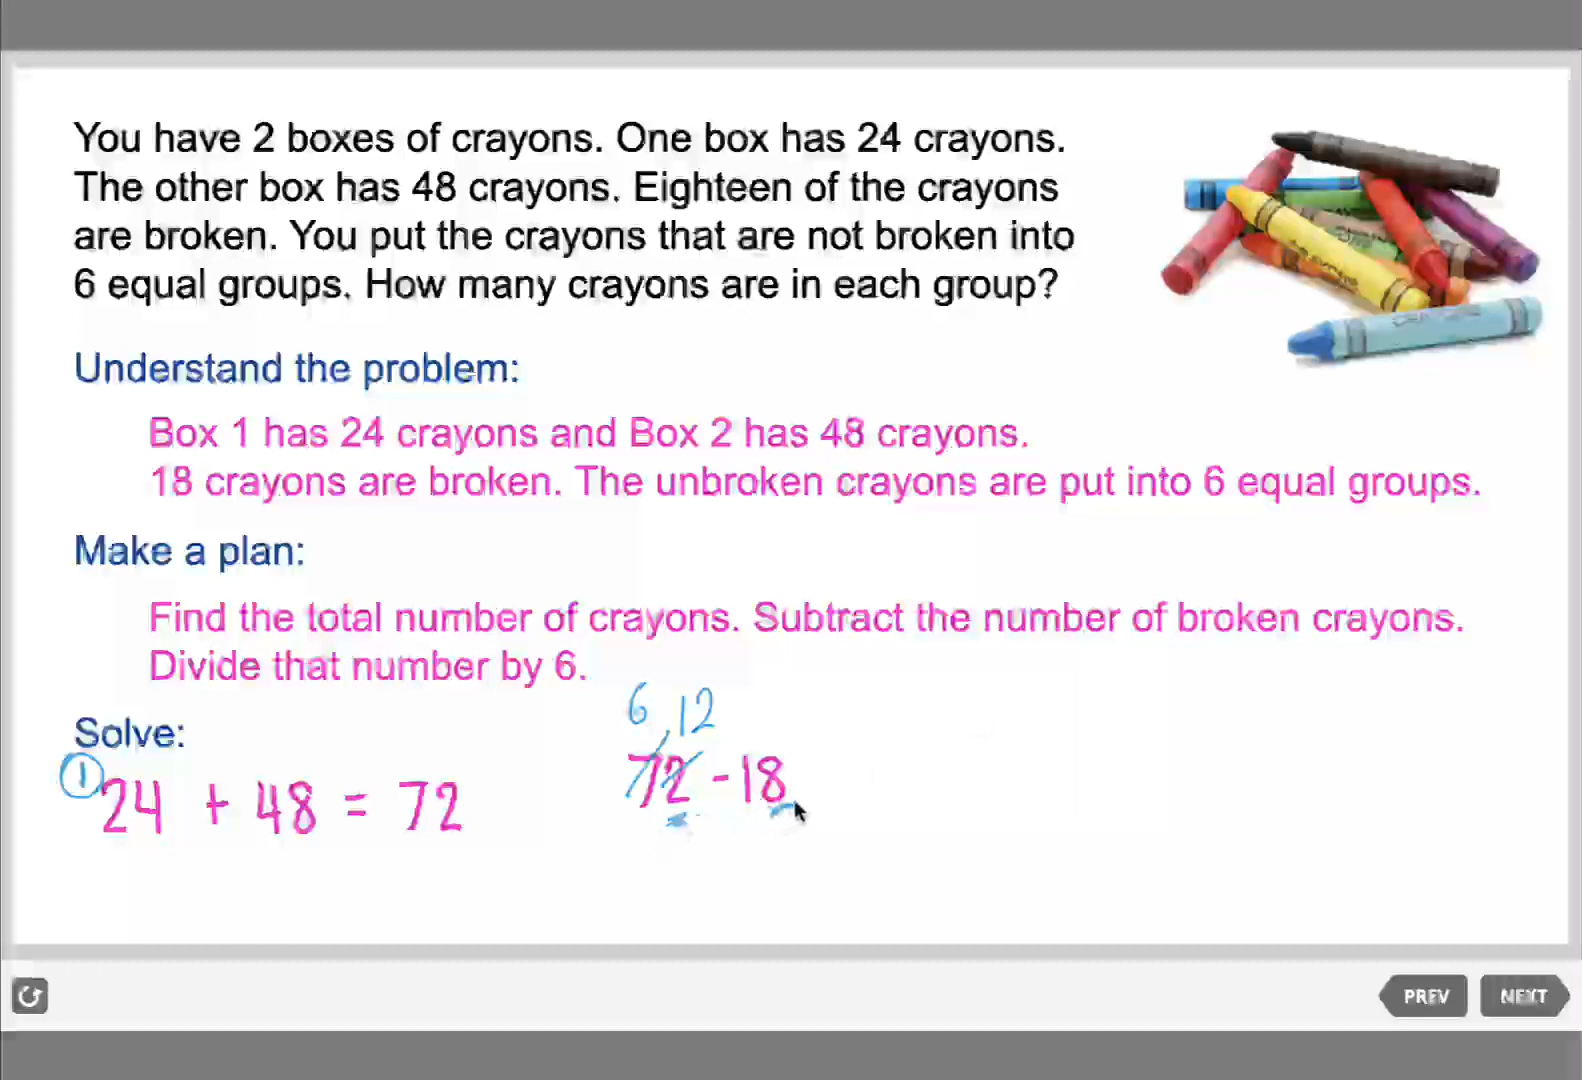 You have 2 boxes of crayons. One box has 24 crayons.
The other box has 48 crayons. Eighteen of the crayons
are broken. You put the crayons that are not broken into
6 equal groups. How many crayons are in each group?
Understand the problem:
Box 1 has 24 crayons and Box 2 has 48 crayons.
18 crayons are broken. The unbroken crayons are put into 6 equal groups.
Make a plan:
Find the total number of crayons. Subtract the number of broken crayons.
Divide that number by 6.
Solve:
6 12
72 - 18
1 24 + 48 = 72
PREV NEXT